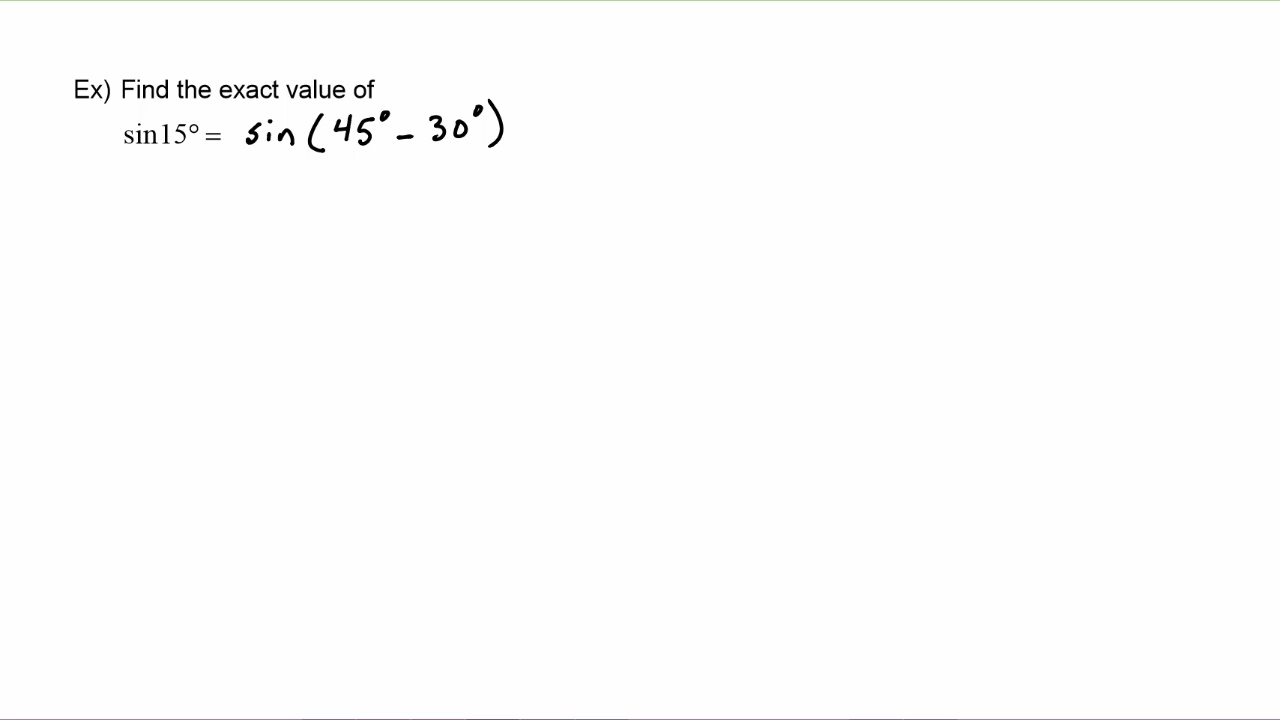 Ex) Find the exact value of
sin15° = sin (45° - 30°)